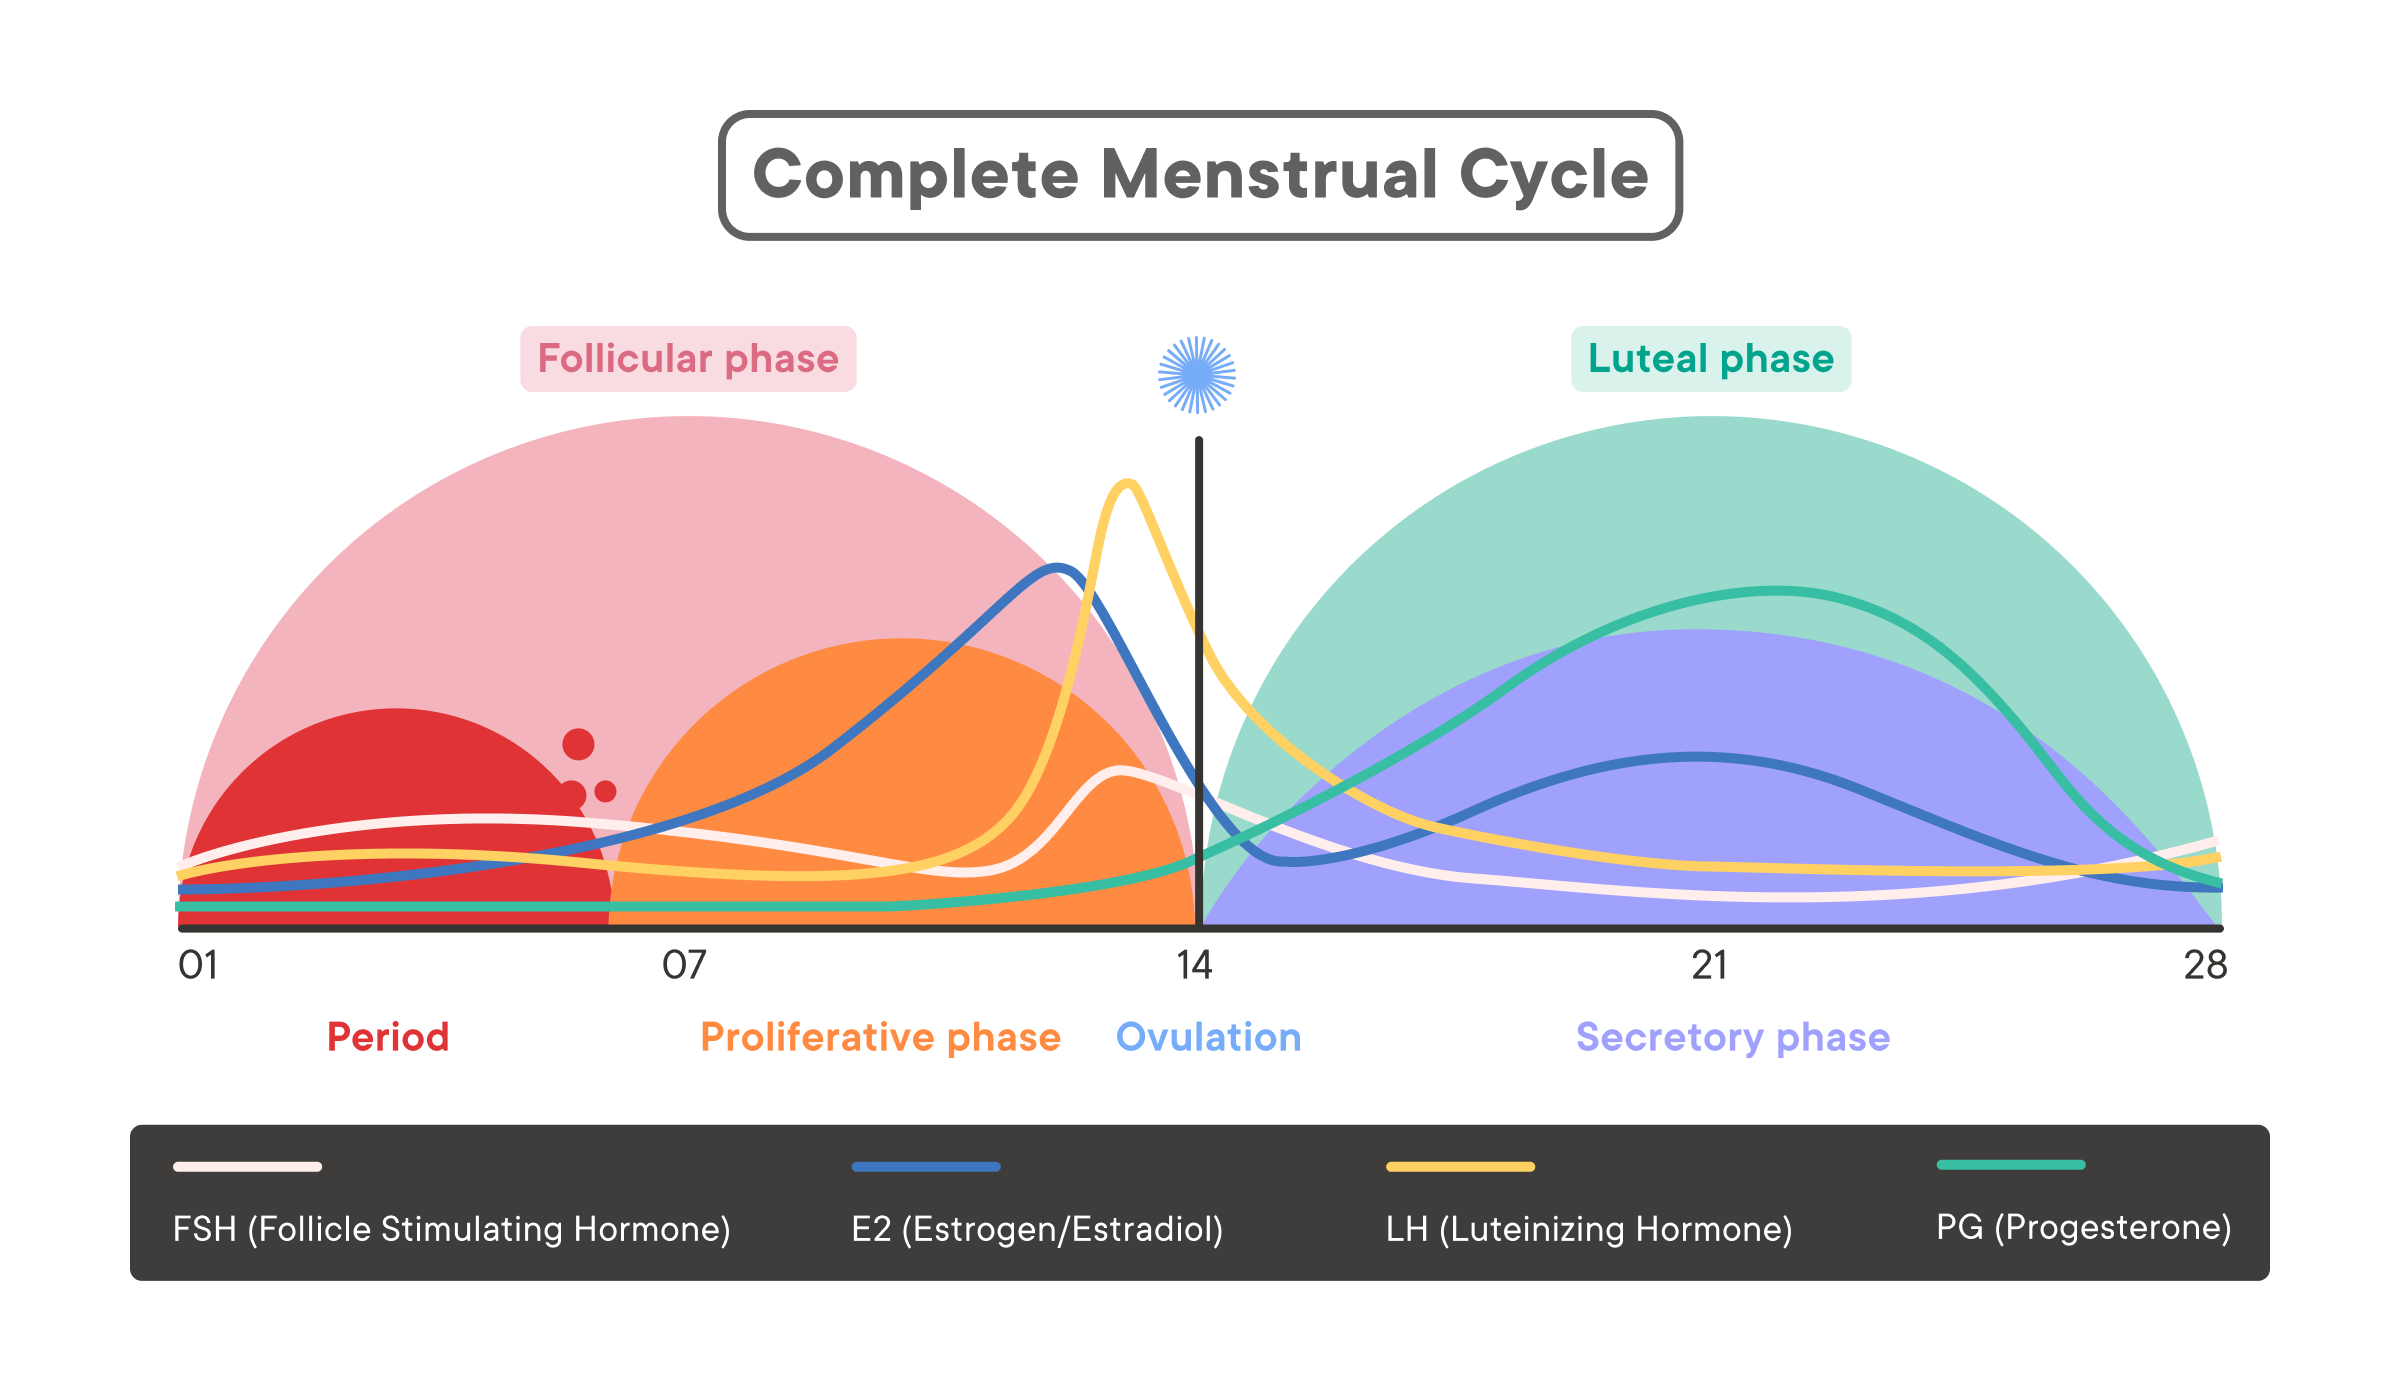 Complete Menstrual Cycle
Follicular phase
Luteal phase
01
07
14
21
28
Period
Proliferative phase
Ovulation
Secretory phase
FSH (Follicle Stimulating Hormone)
E2 (Estrogen/Estradiol)
LH (Luteinizing Hormone)
PG (Progesterone)